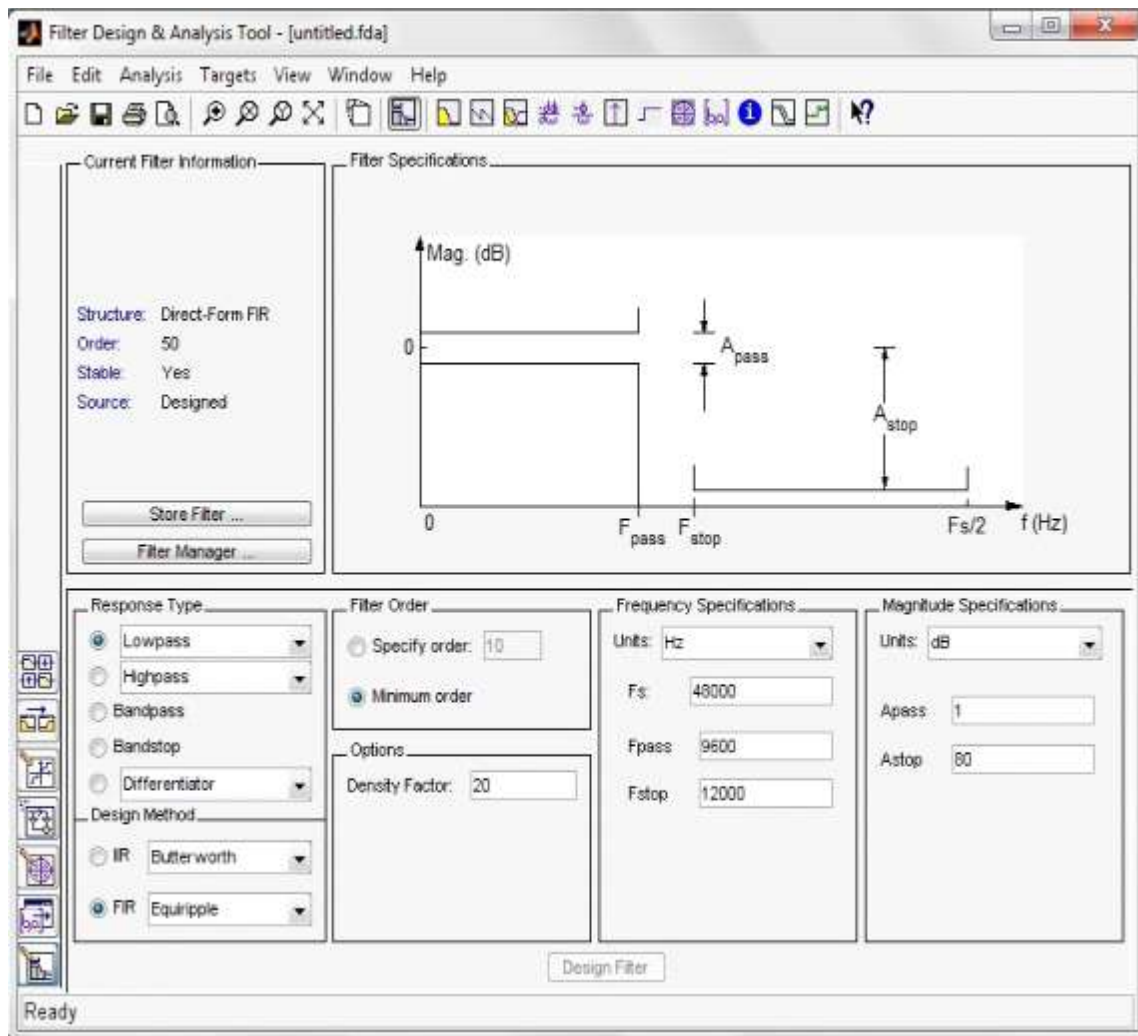 Filter Design & Analysis Tool - [untitled.fda]
File Edit Analysis Targets View Window Help
Current Filter Information
Structure: Direct-Form FIR
Order: 50
Stable: Yes
Source: Designed
Store Filter ...
Filter Manager ...
Filter Specifications
Mag. (dB)
0
A pass
A stop
0
F pass
F stop
Fs/2
f (Hz)
Response Type
Lowpass
Highpass
Bandpass
Bandstop
Differentiator
Design Method
IIR Butterworth
FIR Equiripple
Filter Order
Specify order: 10
Minimum order
Options
Density Factor: 20
Frequency Specifications
Units: Hz
Fs: 48000
Fpass 9600
Fstop 12000
Magnitude Specifications
Units: dB
Apass 1
Astop 80
Design Filter
Ready